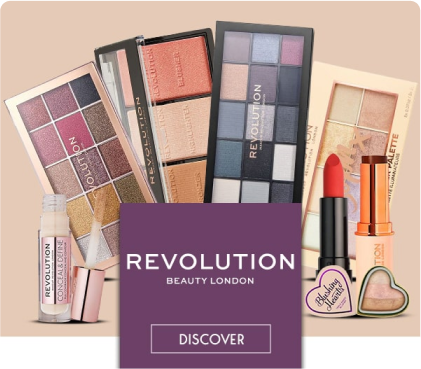 REVOLUTION
REVOLUTION
REVOLUTION
REVOLUTION
CONCEAL & DEFINE
Blushing
Hearts
REVOLUTION
BEAUTY LONDON
DISCOVER